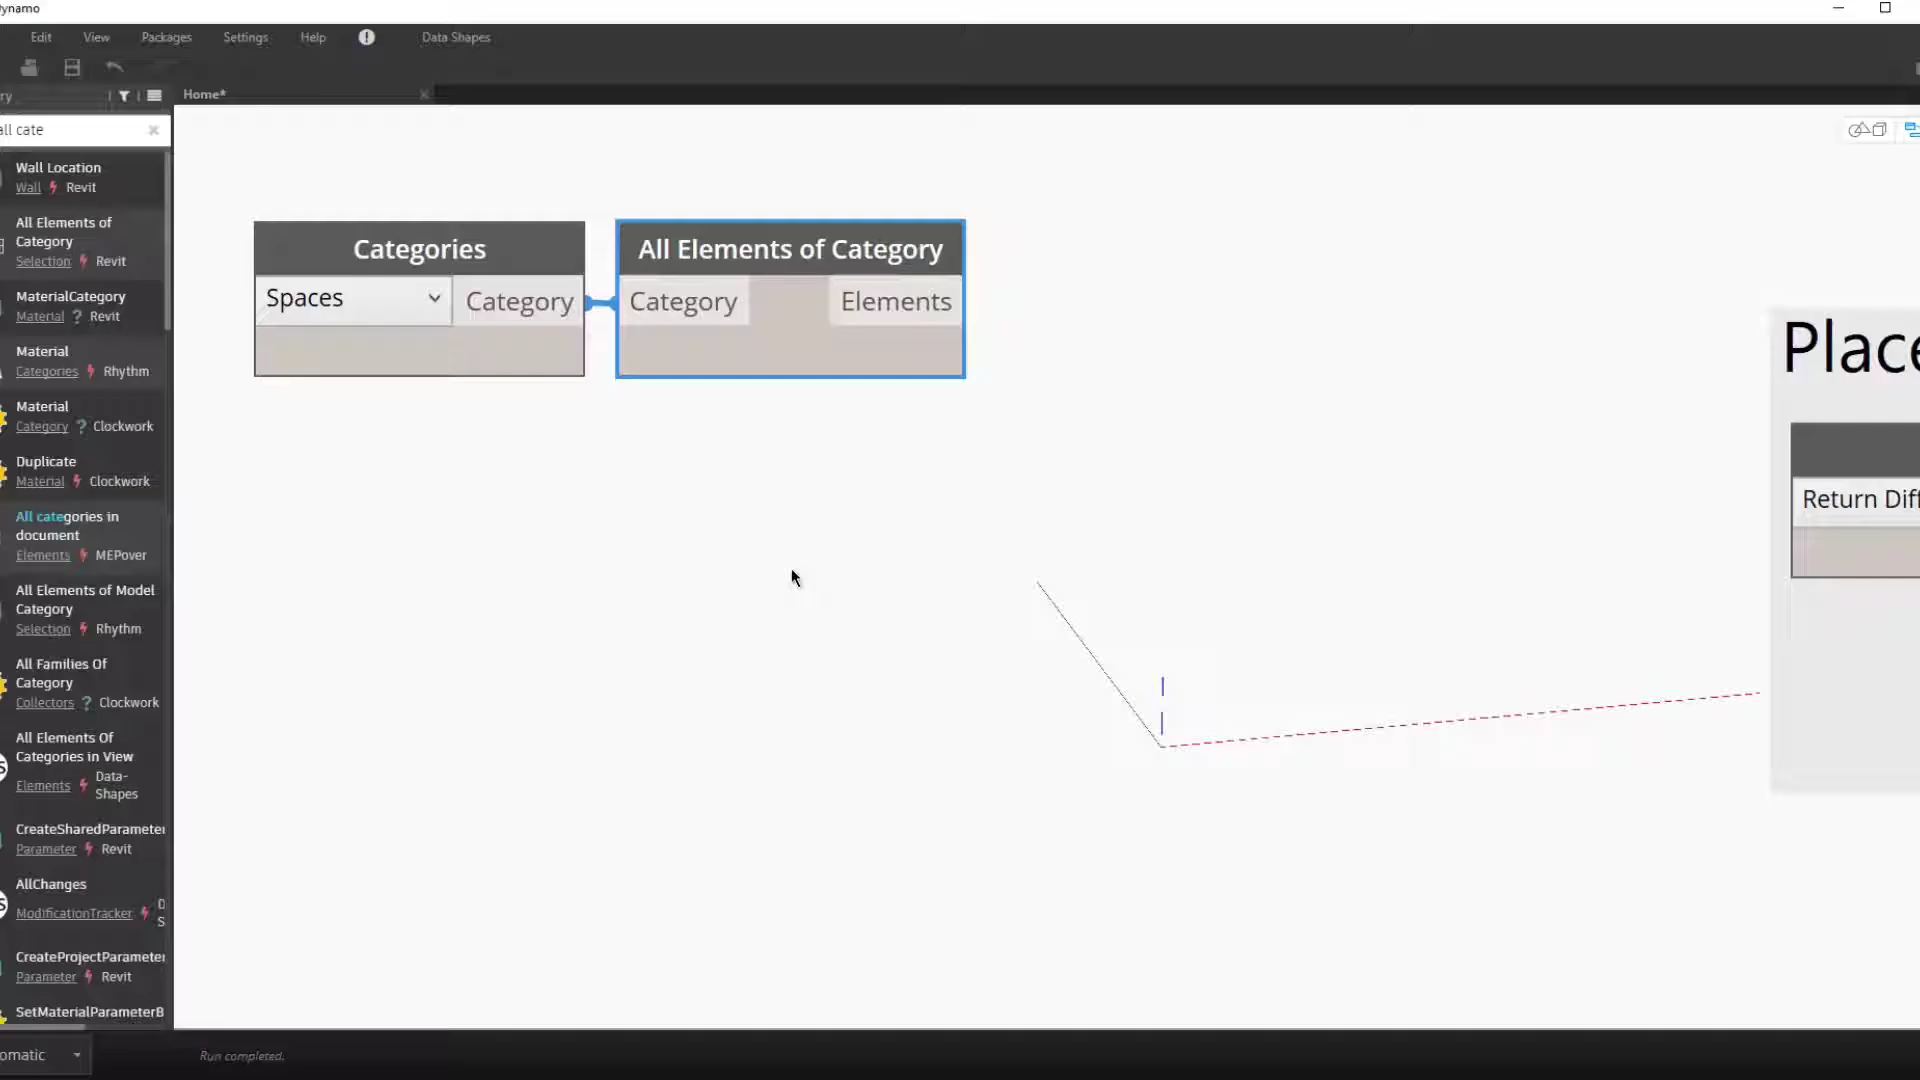 Dynamo
Edit View Packages Settings Help Data Shapes
Home*
all cate
Wall Location
Wall Revit
All Elements of
Category
Selection Revit
MaterialCategory
Material ? Revit
Material
Categories Rhythm
Material
Category ? Clockwork
Duplicate
Material Clockwork
All categories in
document
Elements MEPover
All Elements of Model
Category
Selection Rhythm
All Families Of
Category
Collectors ? Clockwork
All Elements Of
Categories in View
Elements Data-
Shapes
CreateSharedParameter
Parameter Revit
AllChanges
ModificationTracker D
S
CreateProjectParameter
Parameter Revit
SetMaterialParameterB
Categories
Spaces Category
All Elements of Category
Category Elements
Place
Return Diff
omatic
Run completed.